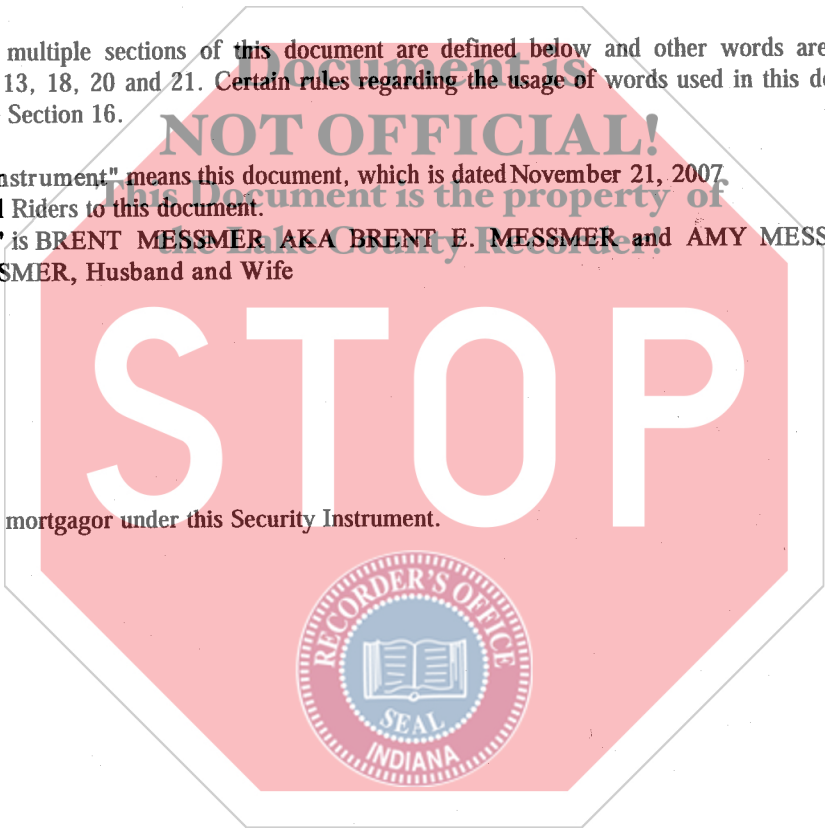 multiple sections of this document are defined below and other words are
13, 18, 20 and 21. Certain rules regarding the usage of words used in this d
Section 16.
Document is
NOT OFFICIAL!
This Document is the property of
the Lake County Recorder!
nstrument" means this document, which is dated November 21, 2007,
Riders to this document.
" is BRENT MESSMER AKA BRENT E. MESSMER and AMY MESS
SMER, Husband and Wife
STOP
mortgagor under this Security Instrument.
RECORDER'S OFFICE
SEAL
INDIANA